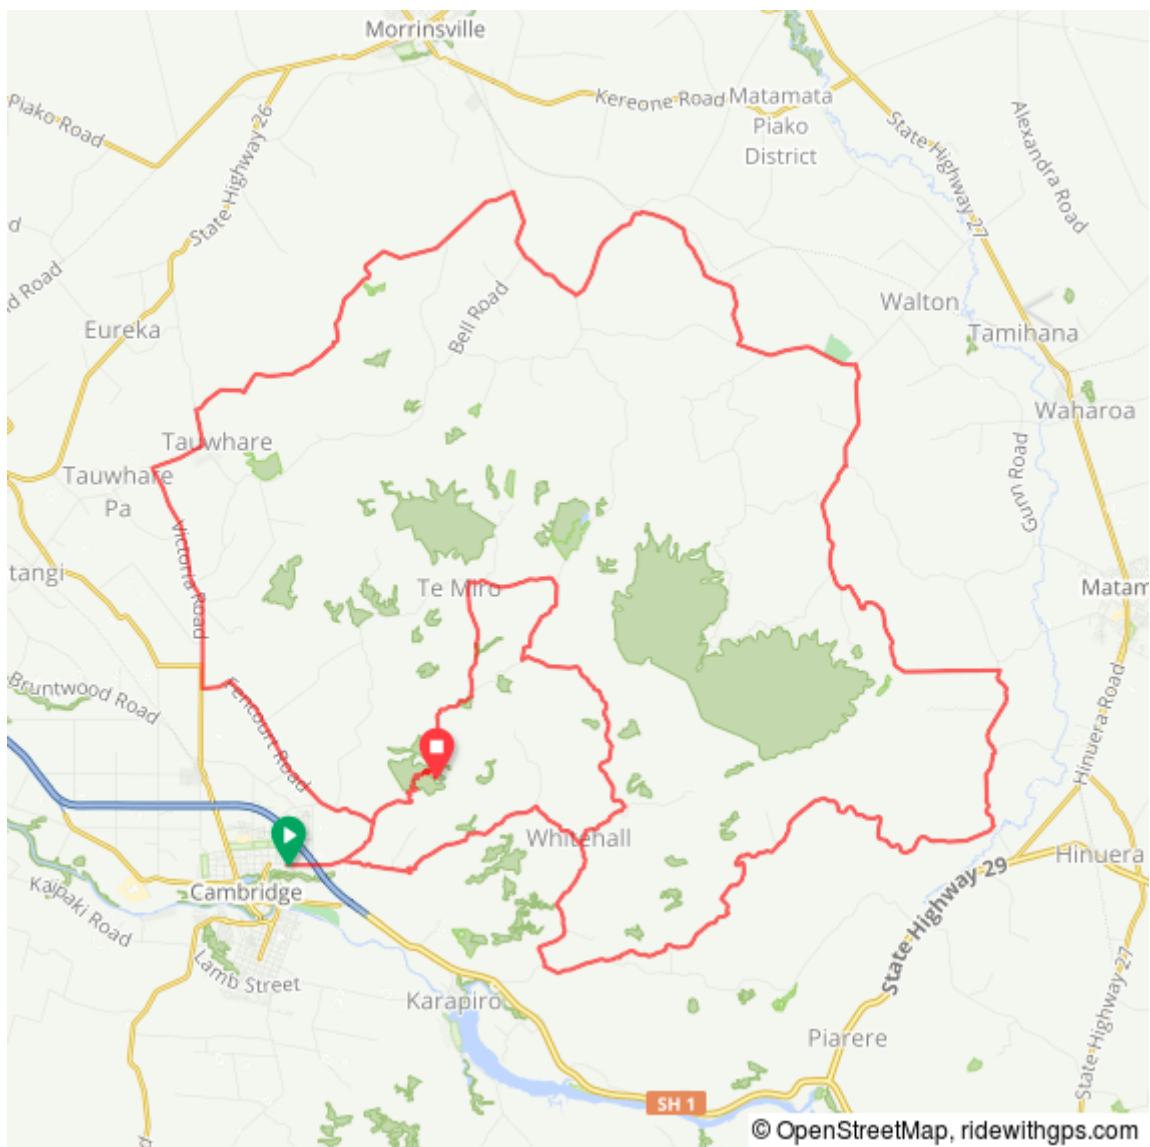 Morrinsville
Piako Road
State Highway 26
Kereone Road
Matamata
Piako
District
State Highway 27
Alexandra Road
d
d Road
Eureka
Bell Road
Walton
Tamihana
Waharoa
Gunn Road
Tauwhare
Tauwhare
Pa
Victoria Road
tangi
Te Miro
Matam
Bruntwood Road
Fencourt Road
Hinuera Road
Whitehall
Hinuera
Cambridge
Kaipaki Road
Lamb Street
Karapiro
State Highway 29
State Highway 27
Piarere
SH 1
© OpenStreetMap, ridewithgps.com